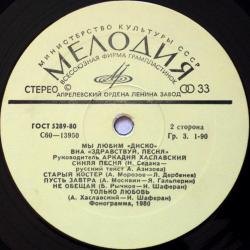 МИНИСТЕРСТВО КУЛЬТУРЫ СССР
МЕЛОДИЯ
ВСЕСОЮЗНАЯ ФИРМА ГРАМПЛАСТИНОК
СТЕРЕО
33
АПРЕЛЕВСКИЙ ОРДЕНА ЛЕНИНА ЗАВОД
ГОСТ 5289-80
2 сторона
С60—13950
Гр. 3. 1-90
МЫ ЛЮБИМ «ДИСКО»
ВИА «ЗДРАВСТВУЙ, ПЕСНЯ»
Руководитель АРКАДИЙ ХАСЛАВСКИЙ
СИНЯЯ ПЕСНЯ (Н. Седака—
русский текст А. Азизова)
СТАРЫЙ КОСТЕР (А. Морозов—Л. Дербенев)
ПУСТЬ ЗАВТРА (А. Мосявин—Я. Гальперин)
НЕ ОБЕЩАЙ (Б. Рычков—И. Шаферан)
ТОЛЬКО ЛЮБОВЬ
(А. Хаславский—И. Шаферан)
Фонограмма, 1980